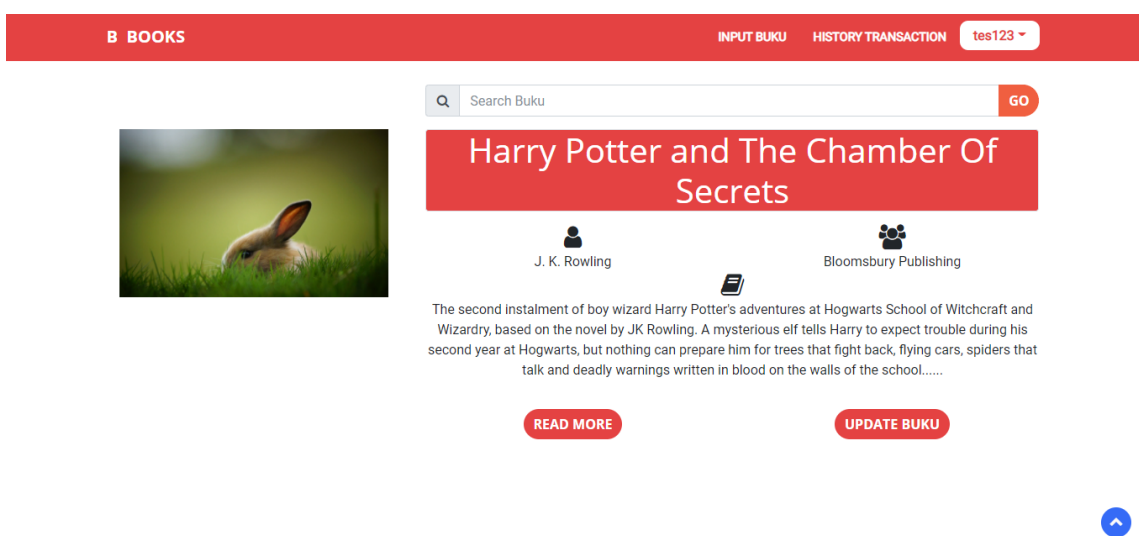 B BOOKS
INPUT BUKU
HISTORY TRANSACTION
tes123
Search Buku
GO
Harry Potter and The Chamber Of
Secrets
J. K. Rowling
Bloomsbury Publishing
The second instalment of boy wizard Harry Potter's adventures at Hogwarts School of Witchcraft and
Wizardry, based on the novel by JK Rowling. A mysterious elf tells Harry to expect trouble during his
second year at Hogwarts, but nothing can prepare him for trees that fight back, flying cars, spiders that
talk and deadly warnings written in blood on the walls of the school......
READ MORE
UPDATE BUKU